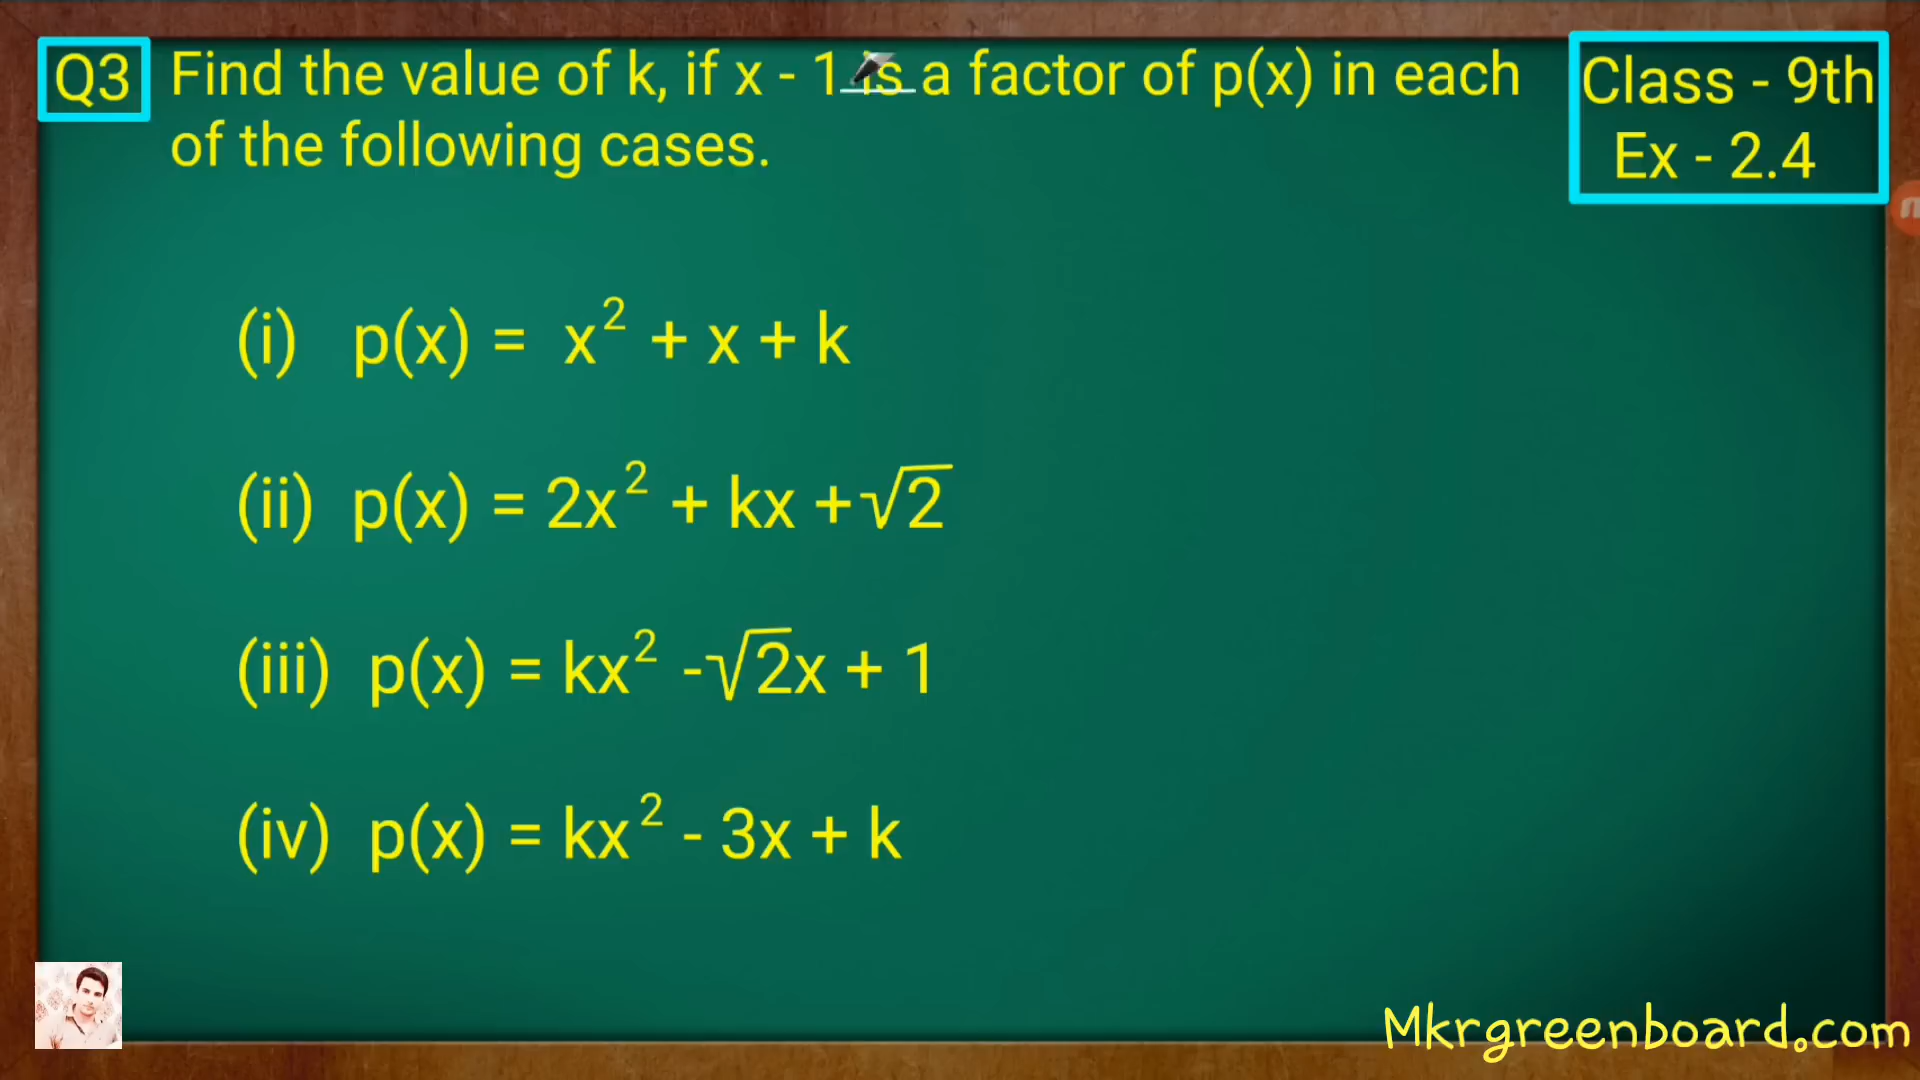 Q3 Find the value of k, if x - 1 is a factor of p(x) in each
of the following cases.
Class - 9th
Ex - 2.4
(i) p(x) = x² + x + k
(ii) p(x) = 2x² + kx + √2
(iii) p(x) = kx² - √2x + 1
(iv) p(x) = kx² - 3x + k
Mkrgreenboard.com